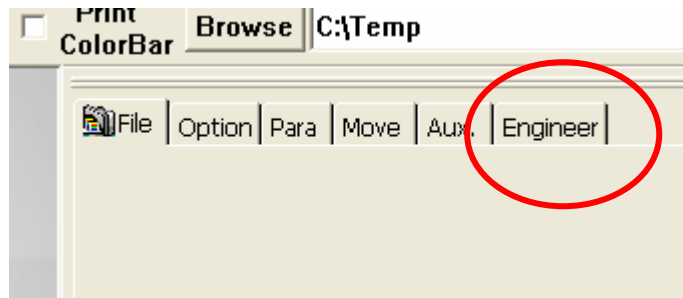 Print
ColorBar
Browse
C:\Temp
File Option Para Move Aux. Engineer